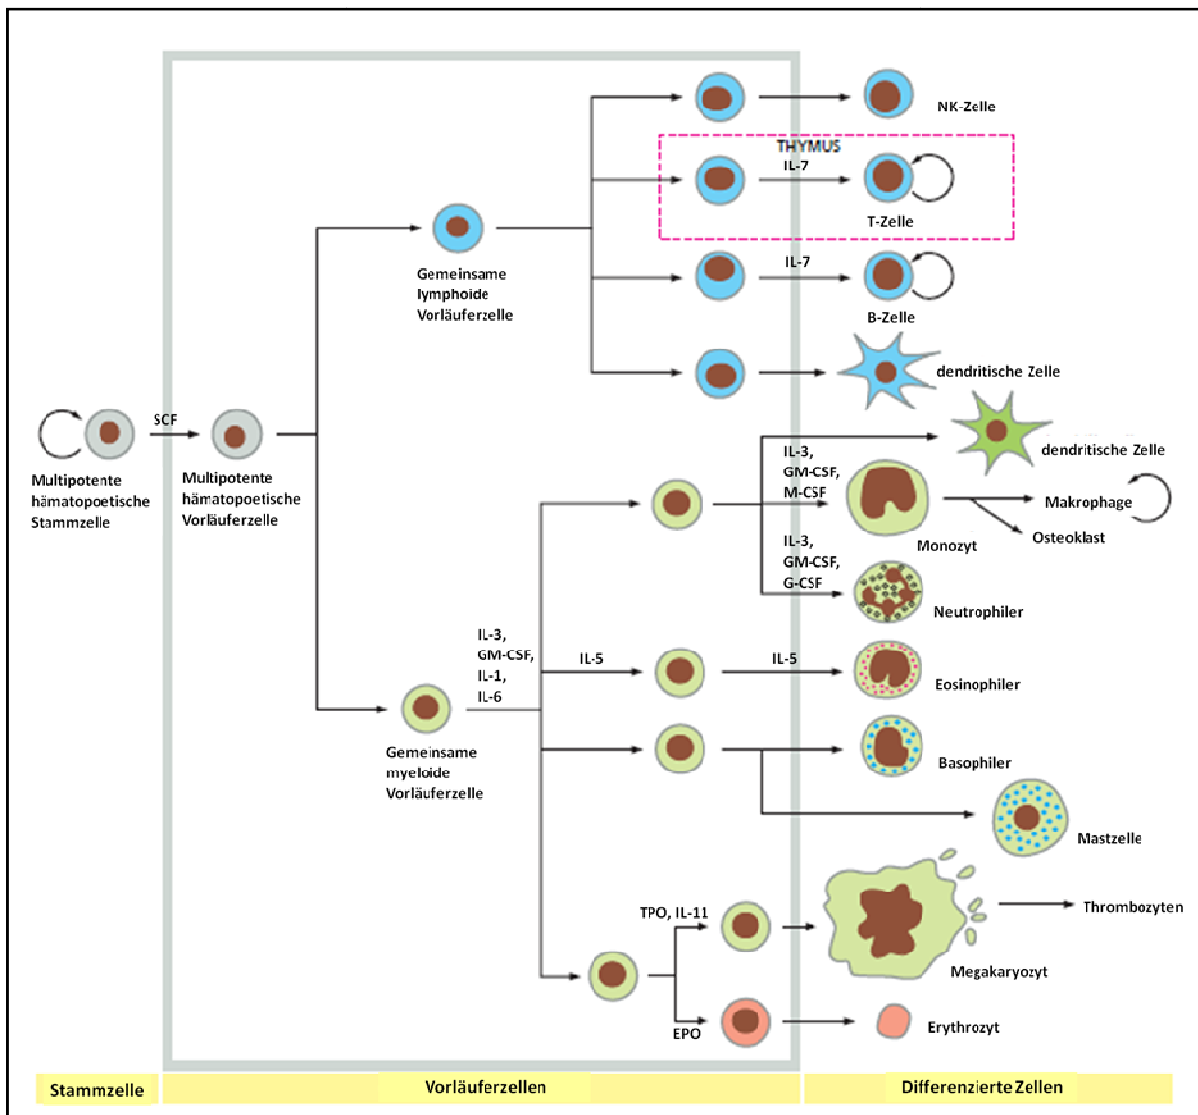 NK-Zelle
THYMUS
IL-7
T-Zelle
Gemeinsame
lymphoide
Vorläuferzelle
IL-7
B-Zelle
dendritische Zelle
SCF
Multipotente
hämatopoetische
Stammzelle
Multipotente
hämatopoetische
Vorläuferzelle
IL-3,
GM-CSF,
M-CSF
dendritische Zelle
Monozyt
Makrophage
Osteoklast
IL-3,
GM-CSF,
G-CSF
Neutrophiler
IL-3,
GM-CSF,
IL-1,
IL-6
IL-5
IL-5
Eosinophiler
Gemeinsame
myeloide
Vorläuferzelle
Basophiler
Mastzelle
TPO, IL-11
Thrombozyten
Megakaryozyt
EPO
Erythrozyt
Stammzelle
Vorläuferzellen
Differenzierte Zellen